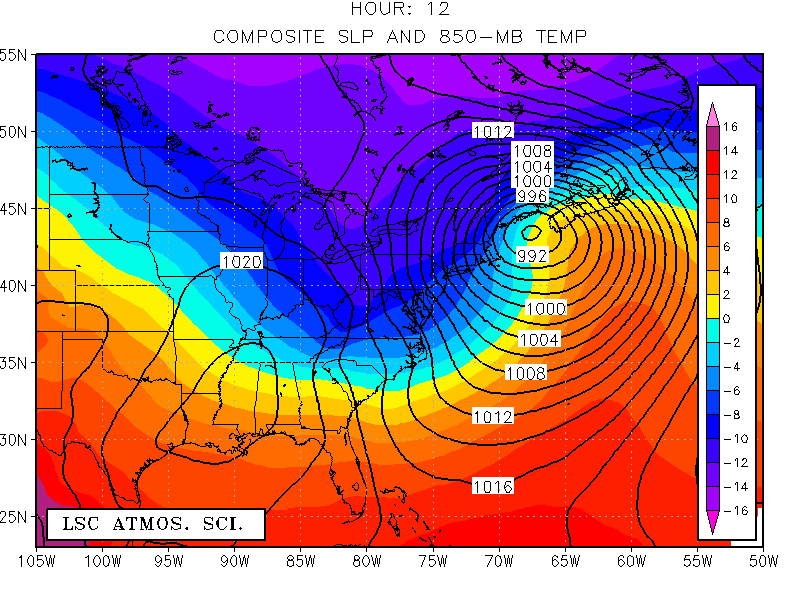 HOUR: 12
COMPOSITE SLP AND 850-MB TEMP
55N
50N
45N
40N
35N
30N
25N
1012
1008
1004
1000
996
992
1020
1000
1004
1008
1012
1016
16
14
12
10
8
6
4
2
0
-2
-4
-6
-8
-10
-12
-14
-16
LSC ATMOS. SCI.
105W 100W 95W 90W 85W 80W 75W 70W 65W 60W 55W 50W